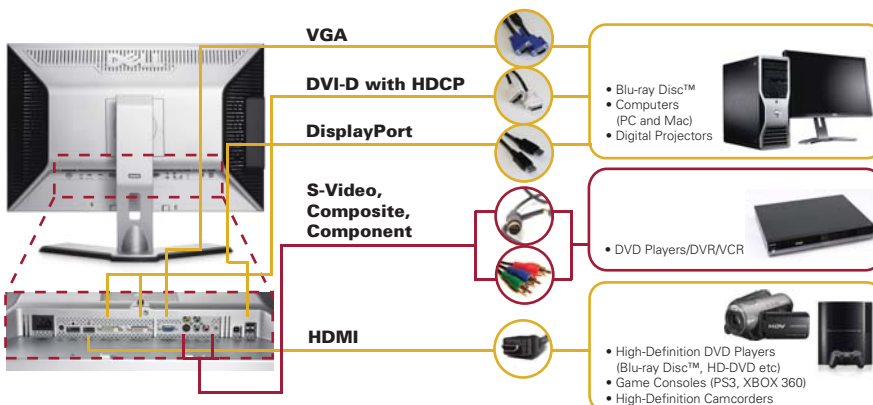 DELL
VGA
DVI-D with HDCP
DisplayPort
S-Video,
Composite,
Component
HDMI
• Blu-ray Disc™
• Computers
(PC and Mac)
• Digital Projectors
• DVD Players/DVR/VCR
HDV
• High-Definition DVD Players
(Blu-ray Disc™, HD-DVD etc)
• Game Consoles (PS3, XBOX 360)
• High-Definition Camcorders